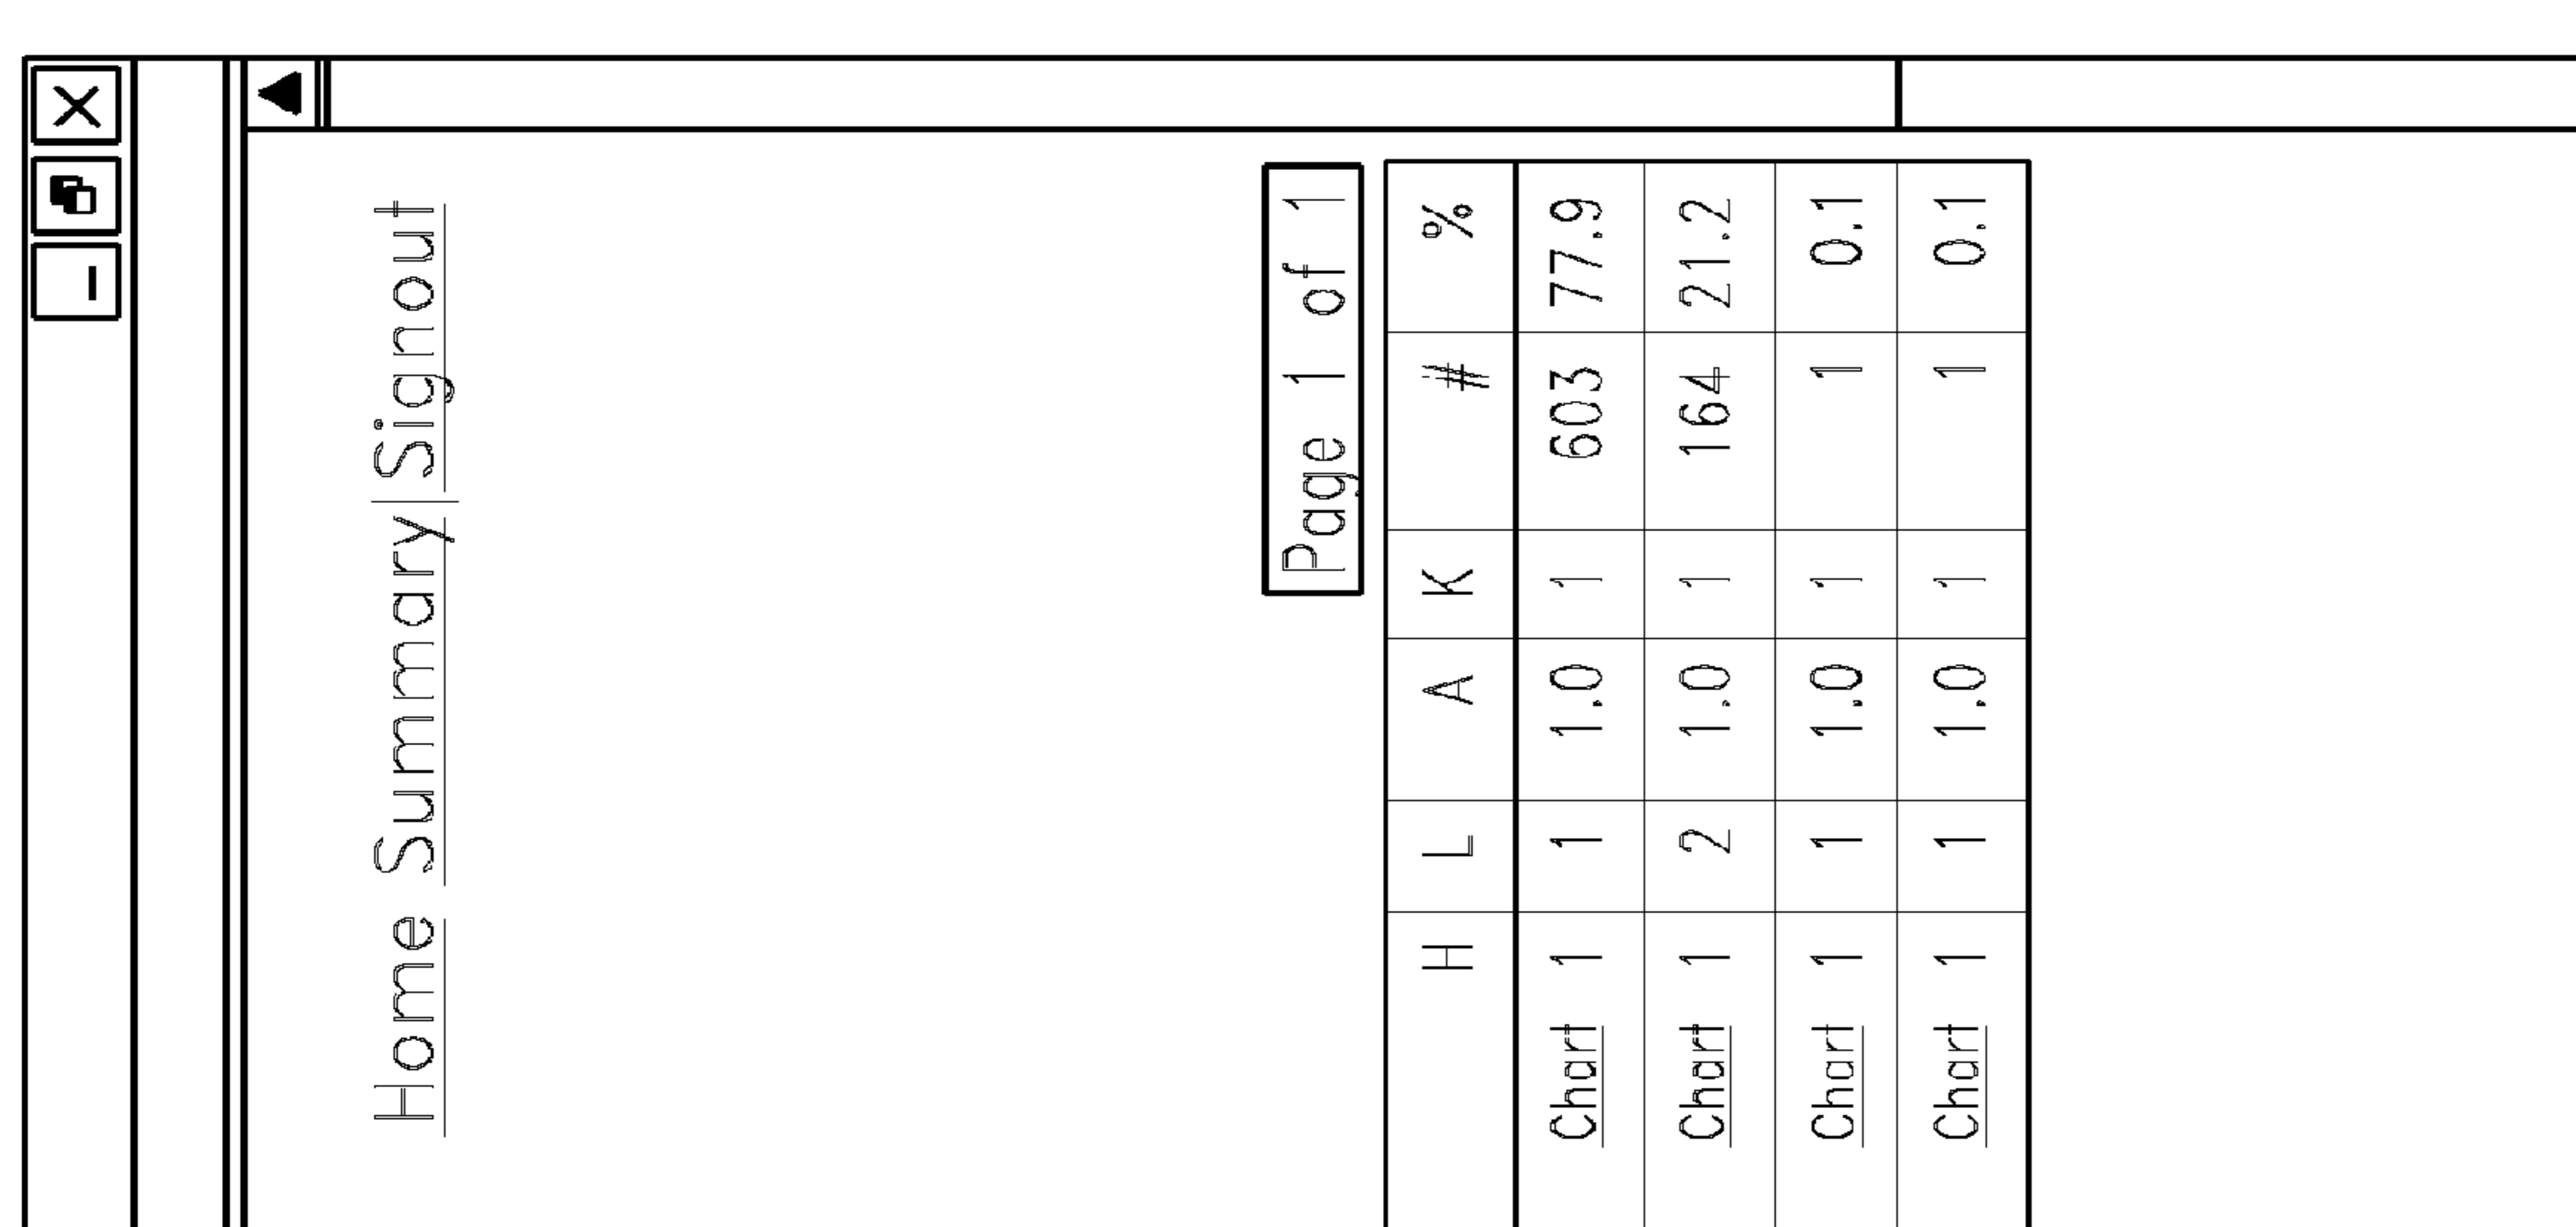 Home Summary|Signout
Page 1 of 1
H L A K # %
Chart 1 1 1.0 1 603 77.9
Chart 1 2 1.0 1 164 21.2
Chart 1 1 1.0 1 1 0.1
Chart 1 1 1.0 1 1 0.1